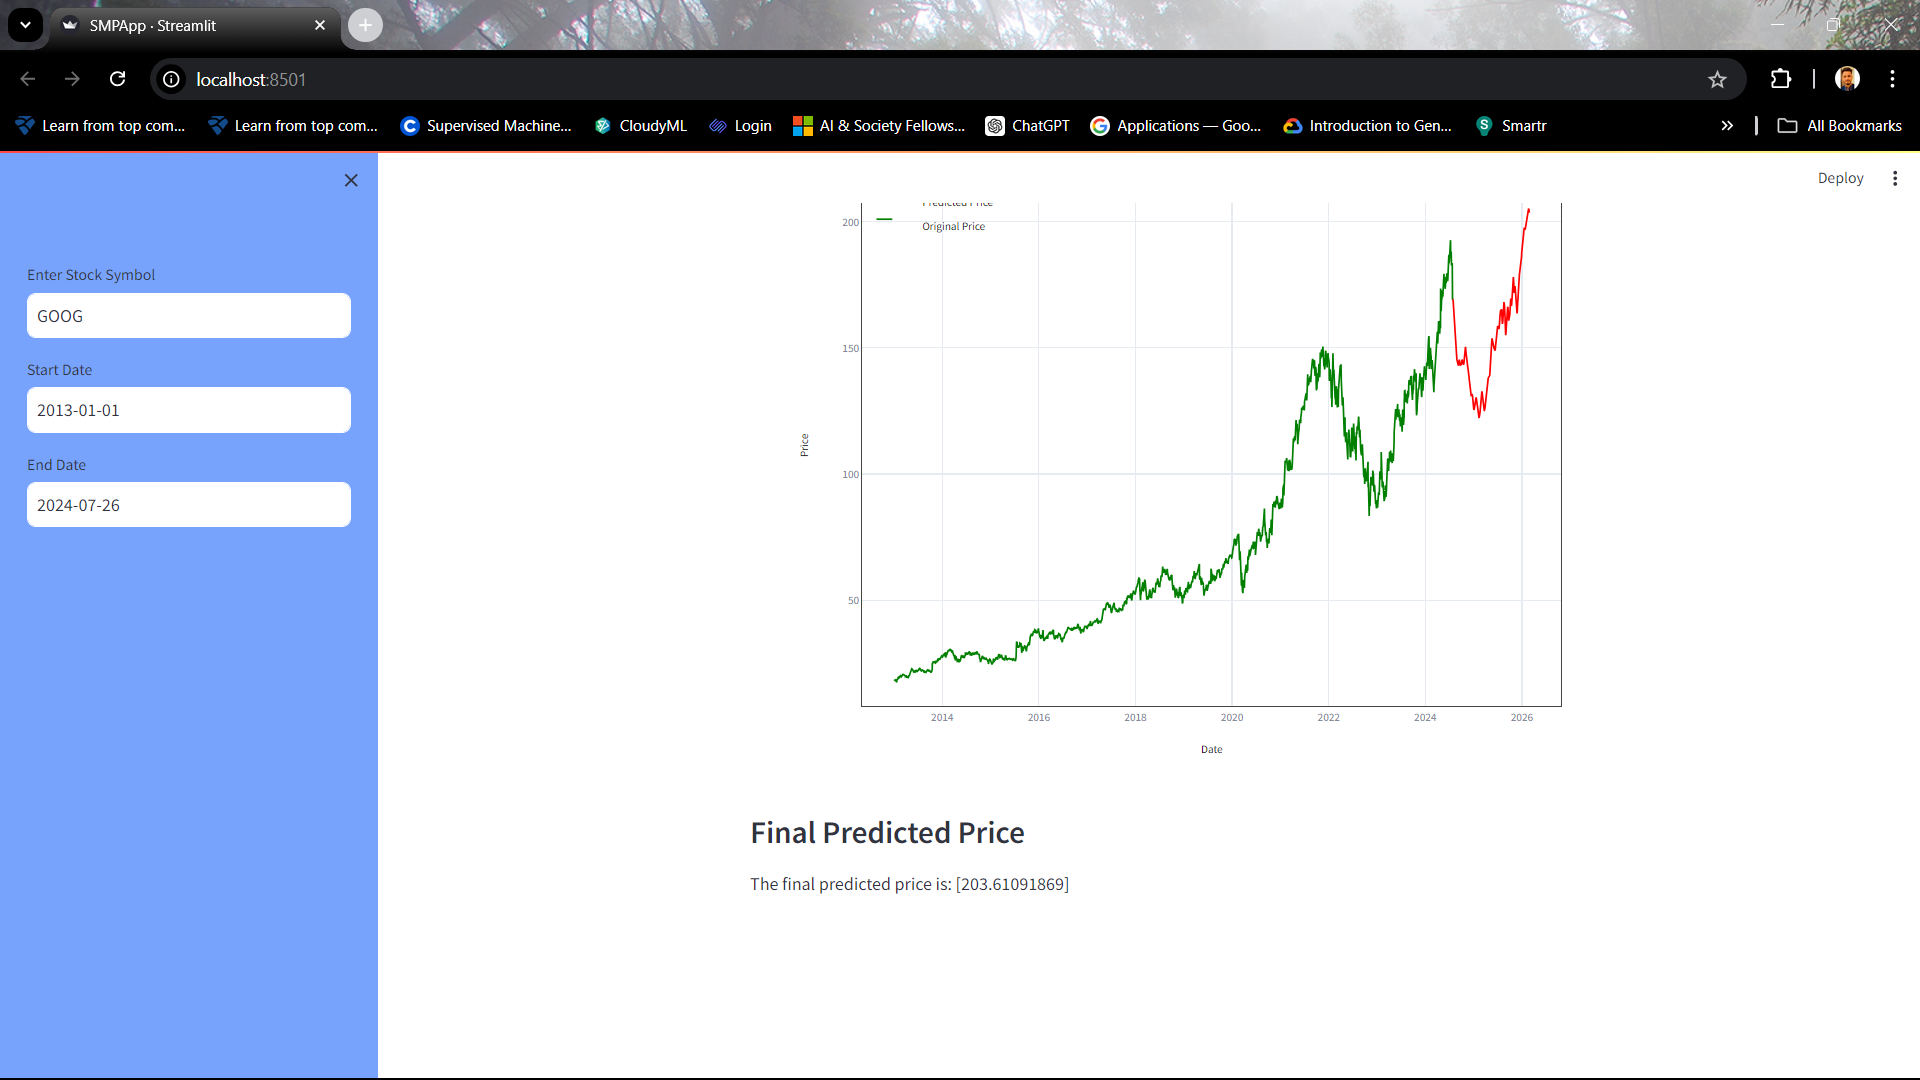 SMPApp · Streamlit
localhost:8501
Learn from top com...
Learn from top com...
Supervised Machine...
CloudyML
Login
AI & Society Fellows...
ChatGPT
Applications — Goo...
Introduction to Gen...
Smartr
All Bookmarks
Deploy
Enter Stock Symbol
GOOG
Start Date
2013-01-01
End Date
2024-07-26
Predicted Price
Original Price
200
150
100
50
Price
2014
2016
2018
2020
2022
2024
2026
Date
Final Predicted Price
The final predicted price is: [203.61091869]